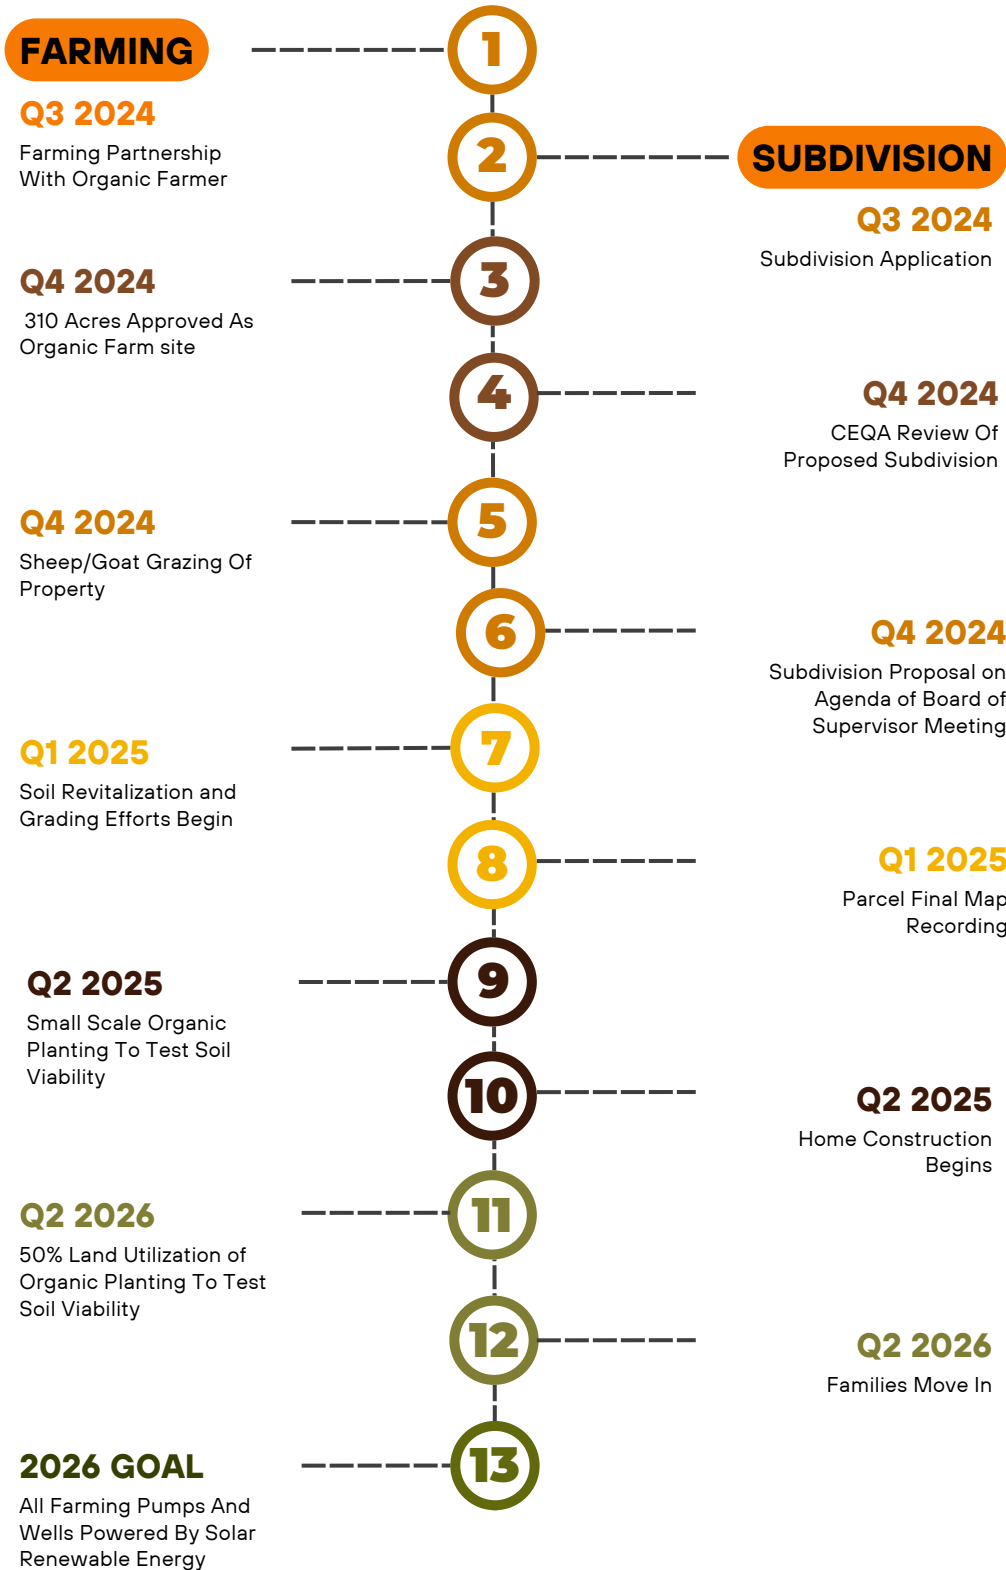 FARMING
1
Q3 2024
Farming Partnership
With Organic Farmer
2
SUBDIVISION
Q3 2024
Subdivision Application
3
Q4 2024
310 Acres Approved As
Organic Farm site
4
Q4 2024
CEQA Review Of
Proposed Subdivision
5
Q4 2024
Sheep/Goat Grazing Of
Property
6
Q4 2024
Subdivision Proposal on
Agenda of Board of
Supervisor Meeting
7
Q1 2025
Soil Revitalization and
Grading Efforts Begin
8
Q1 2025
Parcel Final Map
Recording
9
Q2 2025
Small Scale Organic
Planting To Test Soil
Viability
10
Q2 2025
Home Construction
Begins
11
Q2 2026
50% Land Utilization of
Organic Planting To Test
Soil Viability
12
Q2 2026
Families Move In
13
2026 GOAL
All Farming Pumps And
Wells Powered By Solar
Renewable Energy